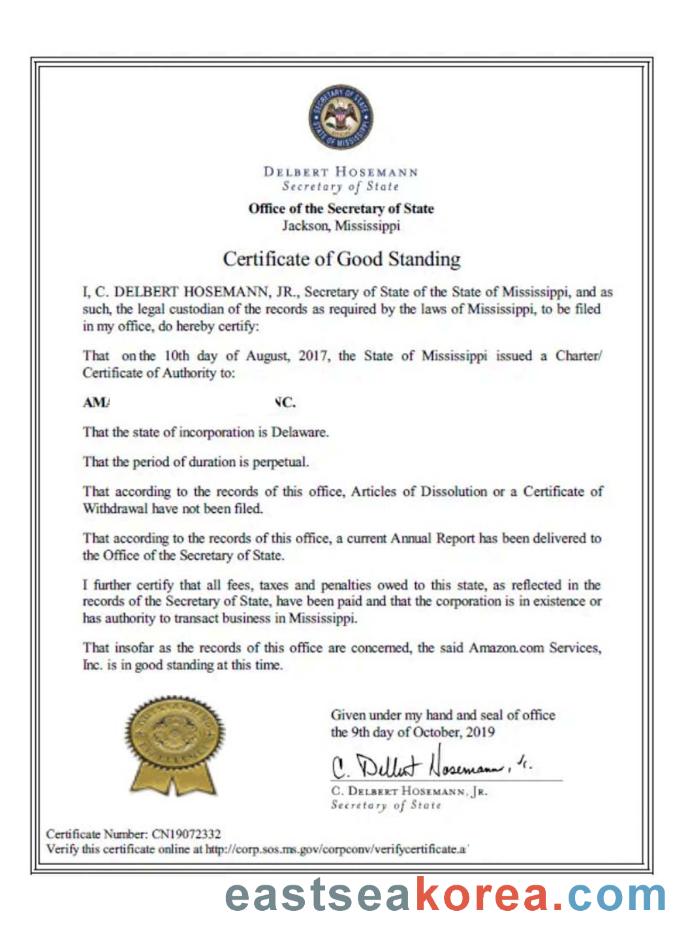 SECRETARY OF STATE
STATE OF MISSISSIPPI
DELBERT HOSEMANN
Secretary of State
Office of the Secretary of State
Jackson, Mississippi
Certificate of Good Standing
I, C. DELBERT HOSEMANN, JR., Secretary of State of the State of Mississippi, and as
such, the legal custodian of the records as required by the laws of Mississippi, to be filed
in my office, do hereby certify:
That on the 10th day of August, 2017, the State of Mississippi issued a Charter/
Certificate of Authority to:
AMA NC.
That the state of incorporation is Delaware.
That the period of duration is perpetual.
That according to the records of this office, Articles of Dissolution or a Certificate of
Withdrawal have not been filed.
That according to the records of this office, a current Annual Report has been delivered to
the Office of the Secretary of State.
I further certify that all fees, taxes and penalties owed to this state, as reflected in the
records of the Secretary of State, have been paid and that the corporation is in existence or
has authority to transact business in Mississippi.
That insofar as the records of this office are concerned, the said Amazon.com Services,
Inc. is in good standing at this time.
Given under my hand and seal of office
the 9th day of October, 2019
C. Delbert Hosemann, Jr.
C. DELBERT HOSEMANN, JR.
Secretary of State
Certificate Number: CN19072332
Verify this certificate online at http://corp.sos.ms.gov/corpconv/verifycertificate.a
eastseakorea.com